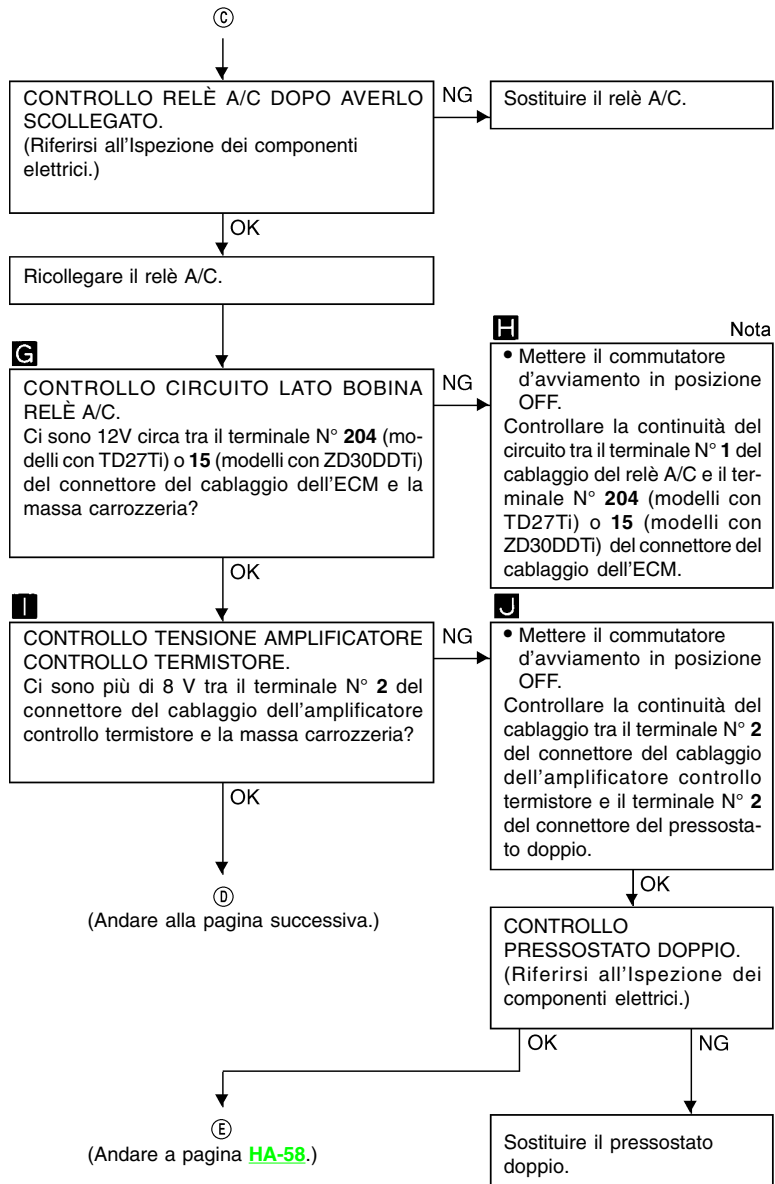 C
CONTROLLO RELÈ A/C DOPO AVERLO
SCOLLEGATO.
(Riferirsi all'Ispezione dei componenti
elettrici.)
NG
Sostituire il relè A/C.
OK
Ricollegare il relè A/C.
G
CONTROLLO CIRCUITO LATO BOBINA
RELÈ A/C.
Ci sono 12V circa tra il terminale N° 204 (mo-
delli con TD27Ti) o 15 (modelli con ZD30DDTi)
del connettore del cablaggio dell'ECM e la
massa carrozzeria?
NG
H
Nota
• Mettere il commutatore
d'avviamento in posizione
OFF.
Controllare la continuità del
circuito tra il terminale N° 1 del
cablaggio del relè A/C e il ter-
minale N° 204 (modelli con
TD27Ti) o 15 (modelli con
ZD30DDTi) del connettore del
cablaggio dell'ECM.
OK
I
CONTROLLO TENSIONE AMPLIFICATORE
CONTROLLO TERMISTORE.
Ci sono più di 8 V tra il terminale N° 2 del
connettore del cablaggio dell'amplificatore
controllo termistore e la massa carrozzeria?
NG
J
• Mettere il commutatore
d'avviamento in posizione
OFF.
Controllare la continuità del
cablaggio tra il terminale N° 2
del connettore del cablaggio
dell'amplificatore controllo
termistore e il terminale N° 2
del connettore del pressosta-
to doppio.
OK
D
(Andare alla pagina successiva.)
OK
CONTROLLO
PRESSOSTATO DOPPIO.
(Riferirsi all'Ispezione dei
componenti elettrici.)
OK
NG
E
(Andare a pagina HA-58.)
Sostituire il pressostato
doppio.